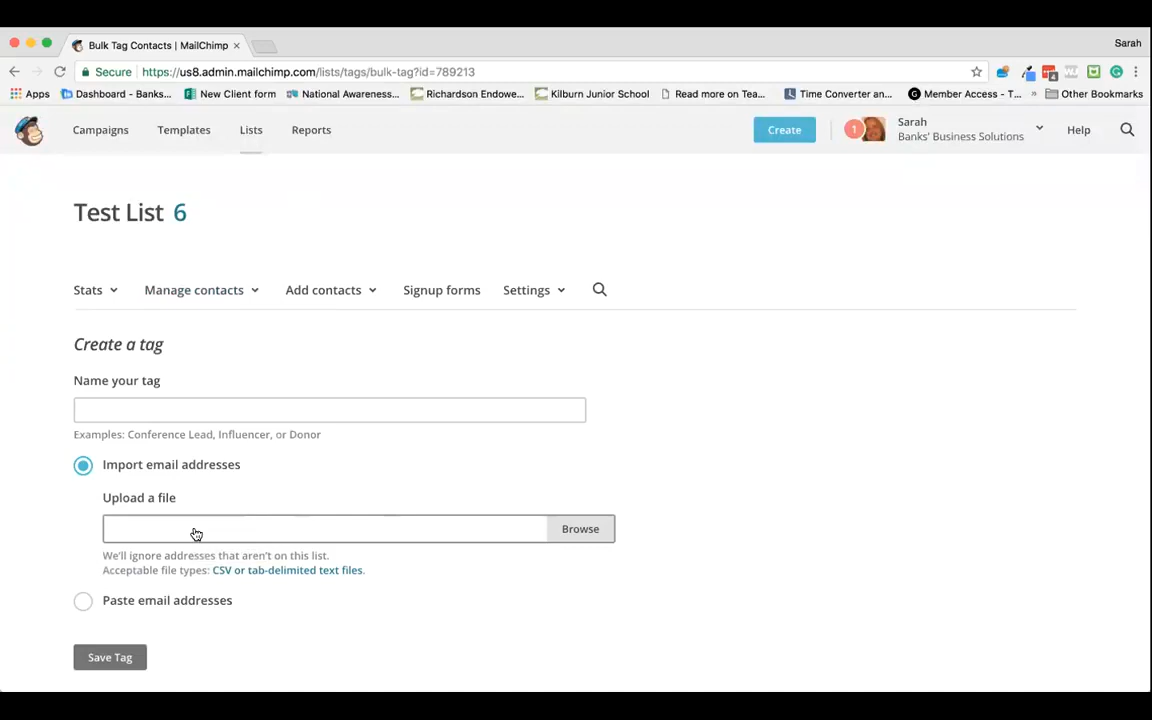 Bulk Tag Contacts | MailChimp ×
Sarah
Secure https://us8.admin.mailchimp.com/lists/tags/bulk-tag?id=789213
Apps Dashboard - Banks... New Client form National Awareness... Richardson Endowe... Kilburn Junior School Read more on Tea... Time Converter an... Member Access - T... » Other Bookmarks
Campaigns Templates Lists Reports Create 1 Sarah Help
Banks' Business Solutions
Test List 6
Stats Manage contacts Add contacts Signup forms Settings
Create a tag
Name your tag
Examples: Conference Lead, Influencer, or Donor
Import email addresses
Upload a file
Browse
We'll ignore addresses that aren't on this list.
Acceptable file types: CSV or tab-delimited text files.
Paste email addresses
Save Tag